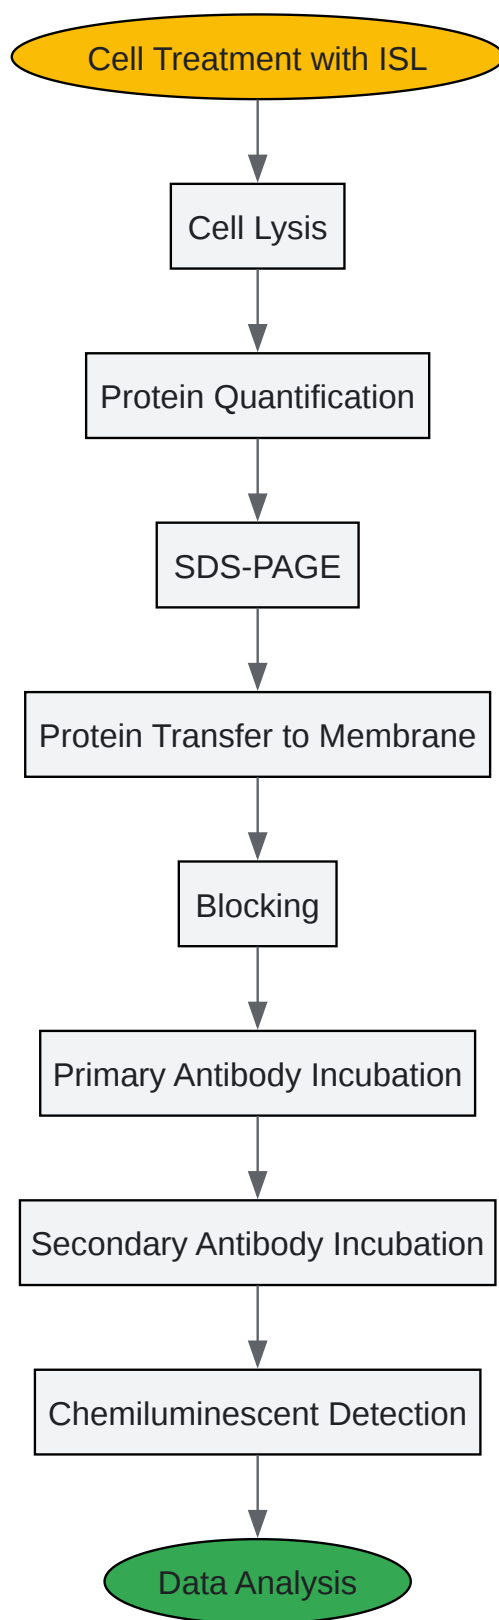 Cell Treatment with ISL
Cell Lysis
Protein Quantification
SDS-PAGE
Protein Transfer to Membrane
Blocking
Primary Antibody Incubation
Secondary Antibody Incubation
Chemiluminescent Detection
Data Analysis